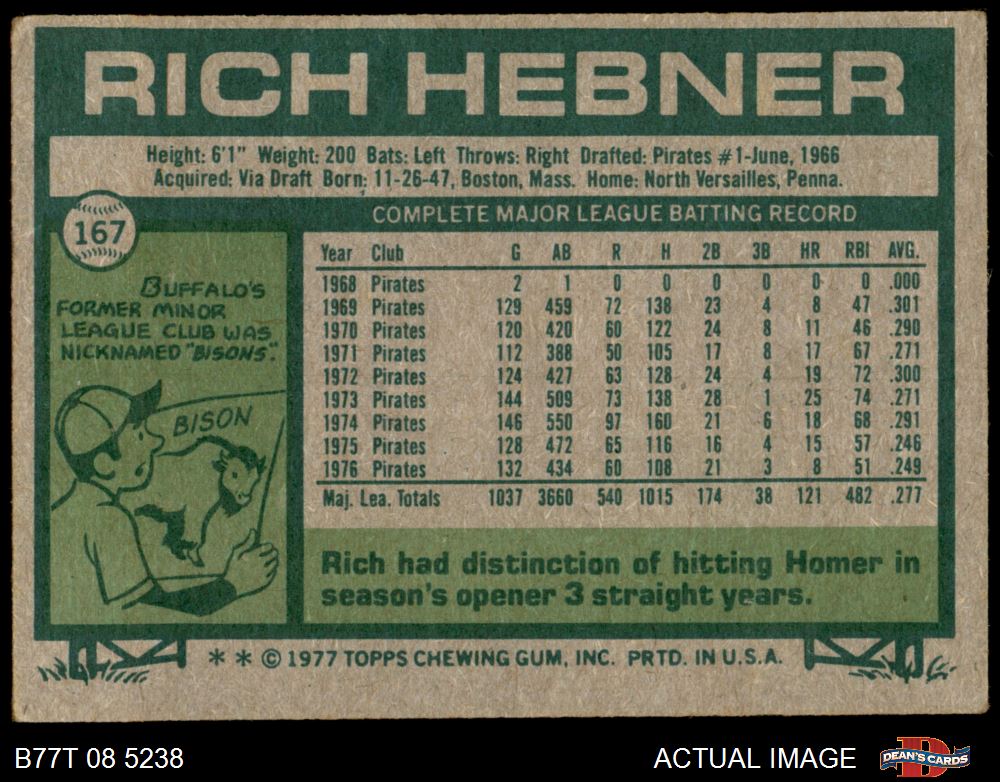 RICH HEBNER
Height: 6'1" Weight: 200 Bats: Left Throws: Right Drafted: Pirates #1-June, 1966
Acquired: Via Draft Born: 11-26-47, Boston, Mass. Home: North Versailles, Penna.
167
COMPLETE MAJOR LEAGUE BATTING RECORD
BUFFALO'S
FORMER MINOR
LEAGUE CLUB WAS
NICKNAMED "BISONS".
BISON
Year Club G AB R H 2B 3B HR RBI AVG.
1968 Pirates 2 1 0 0 0 0 0 0 .000
1969 Pirates 129 459 72 138 23 4 8 47 .301
1970 Pirates 120 420 60 122 24 8 11 46 .290
1971 Pirates 112 388 50 105 17 8 17 67 .271
1972 Pirates 124 427 63 128 24 4 19 72 .300
1973 Pirates 144 509 73 138 28 1 25 74 .271
1974 Pirates 146 550 97 160 21 6 18 68 .291
1975 Pirates 128 472 65 116 16 4 15 57 .246
1976 Pirates 132 434 60 108 21 3 8 51 .249
Maj. Lea. Totals 1037 3660 540 1015 174 38 121 482 .277
Rich had distinction of hitting Homer in
season's opener 3 straight years.
* * © 1977 TOPPS CHEWING GUM, INC. PRTD. IN U.S.A.
B77T 08 5238
ACTUAL IMAGE
DEAN'S CARDS